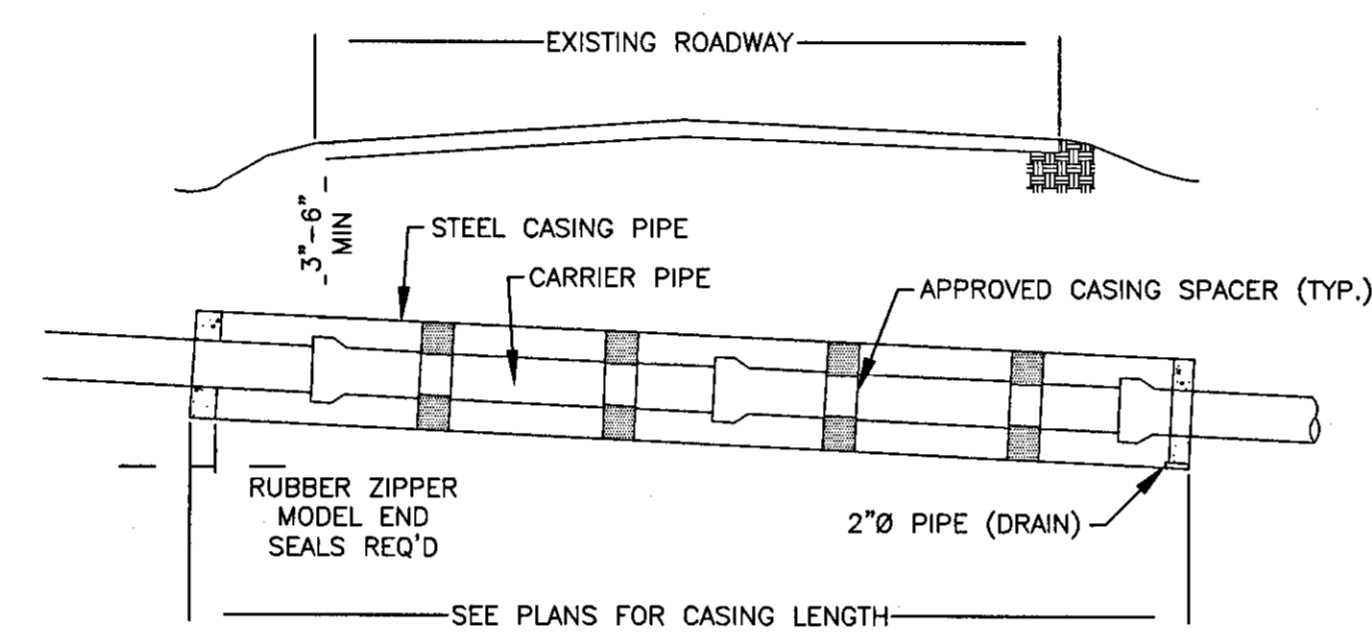 EXISTING ROADWAY
3"-6"
MIN
STEEL CASING PIPE
CARRIER PIPE
APPROVED CASING SPACER (TYP.)
RUBBER ZIPPER
MODEL END
SEALS REQ'D
2"Ø PIPE (DRAIN)
SEE PLANS FOR CASING LENGTH